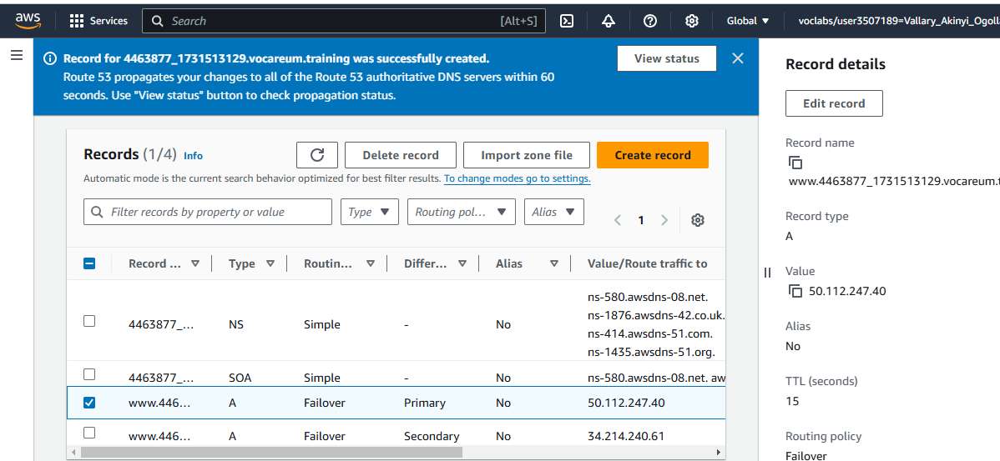 aws Services Search [Alt+S] Global voclabs/user3507189=Vallary_Akinyi_Ogoll
Record for 4463877_1731513129.vocareum.training was successfully created.
Route 53 propagates your changes to all of the Route 53 authoritative DNS servers within 60
seconds. Use "View status" button to check propagation status.
View status
Records (1/4) Info
Delete record
Import zone file
Create record
Automatic mode is the current search behavior optimized for best filter results. To change modes go to settings.
Filter records by property or value
Type
Routing pol...
Alias
1
Record ... Type Routin... Differ... Alias Value/Route traffic to
ns-580.awsdns-08.net.
ns-1876.awsdns-42.co.uk.
4463877_... NS Simple - No
ns-414.awsdns-51.com.
ns-1435.awsdns-51.org.
4463877_... SOA Simple - No ns-580.awsdns-08.net. aw
www.446... A Failover Primary No 50.112.247.40
www.446... A Failover Secondary No 34.214.240.61
Record details
Edit record
Record name
www.4463877_1731513129.vocareum.t
Record type
A
Value
50.112.247.40
Alias
No
TTL (seconds)
15
Routing policy
Failover